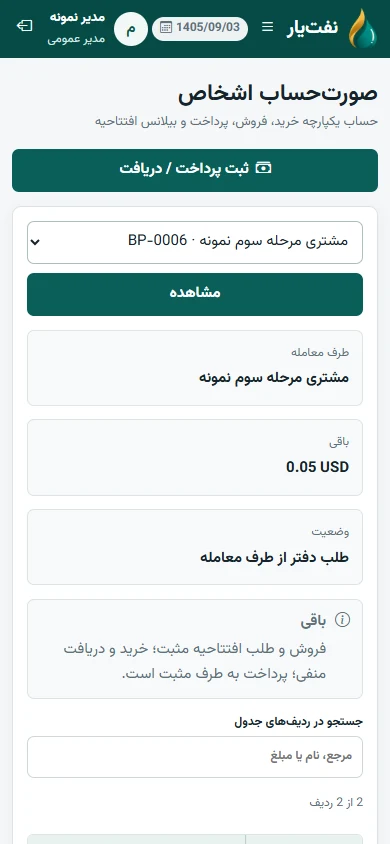 نفت‌یار
1405/09/03
م
مدیر نمونه
مدیر عمومی
صورت‌حساب اشخاص
حساب یکپارچه خرید، فروش، پرداخت و بیلانس افتتاحیه
ثبت پرداخت / دریافت
مشتری مرحله سوم نمونه · BP-0006
مشاهده
طرف معامله
مشتری مرحله سوم نمونه
باقی
0.05 USD
وضعیت
طلب دفتر از طرف معامله
باقی
فروش و طلب افتتاحیه مثبت؛ خرید و دریافت
منفی؛ پرداخت به طرف مثبت است.
جستجو در ردیف‌های جدول
مرجع، نام یا مبلغ
2 از 2 ردیف